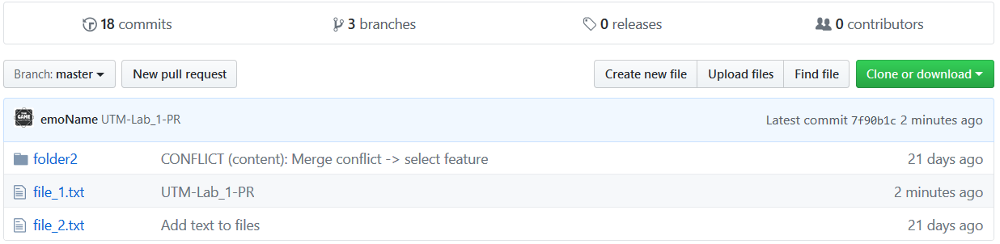 18 commits 3 branches 0 releases 0 contributors
Branch: master New pull request Create new file Upload files Find file Clone or download
emoName UTM-Lab_1-PR Latest commit 7f90b1c 2 minutes ago
folder2 CONFLICT (content): Merge conflict -> select feature 21 days ago
file_1.txt UTM-Lab_1-PR 2 minutes ago
file_2.txt Add text to files 21 days ago